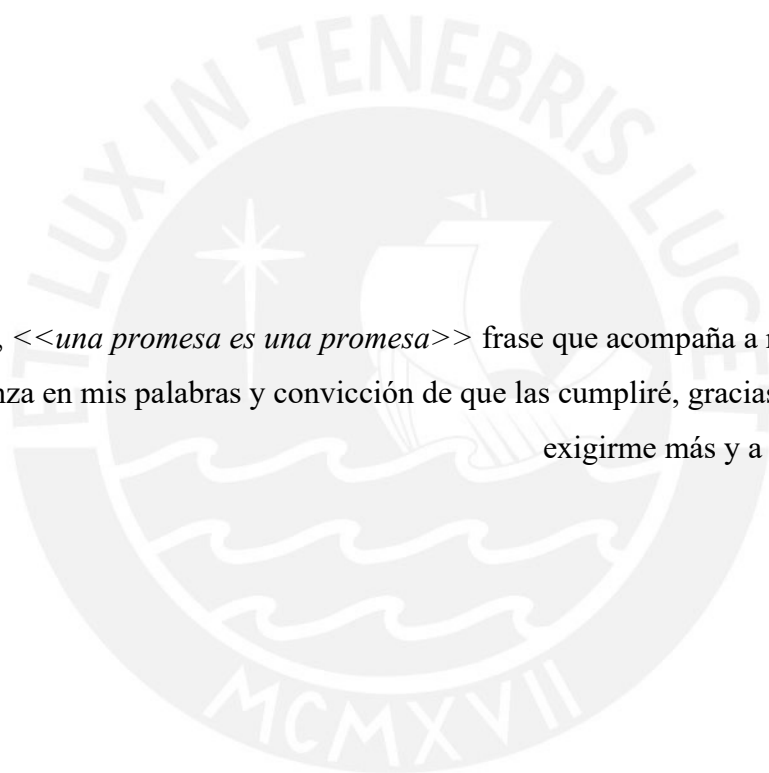 ET LUX IN TENEBRIS LUCET
, <<una promesa es una promesa>> frase que acompaña a
en mis palabras y convicción de que las cumpliré, gracias
exigirme más y a
MCMXVII